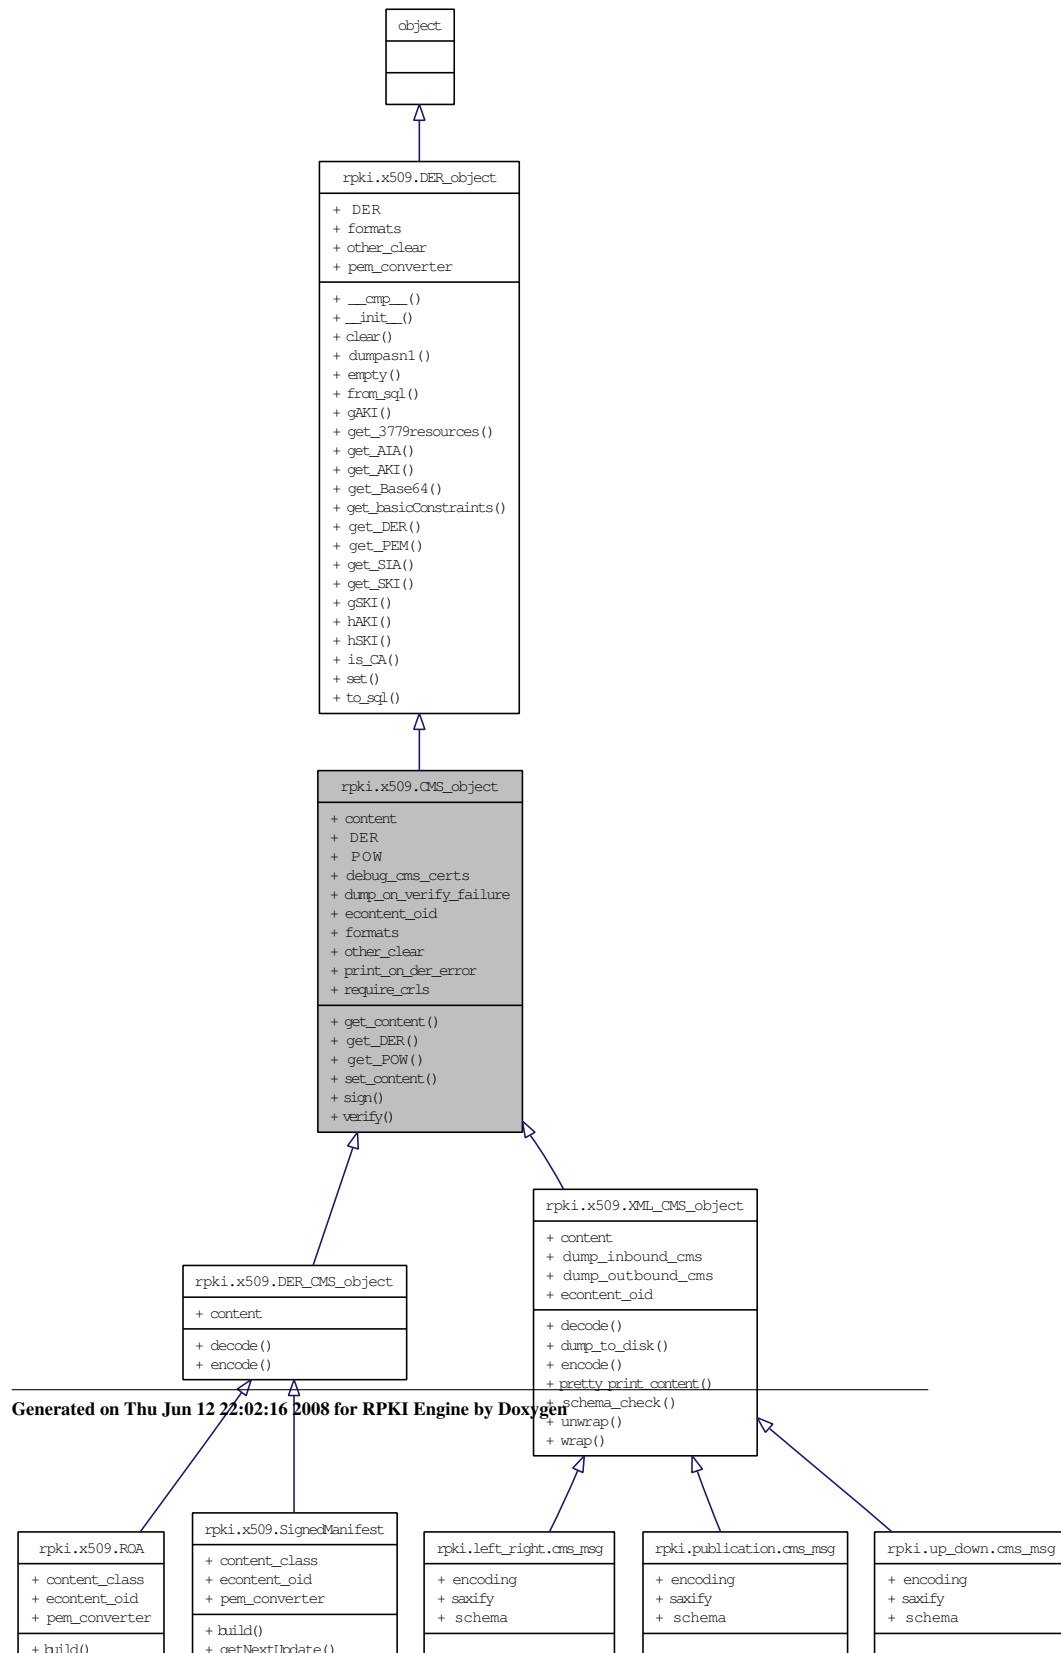 object
rpki.x509.DER_object
+ DER
+ formats
+ other_clear
+ pem_converter
+ __cmp__()
+ __init__()
+ clear()
+ dumpasn1()
+ empty()
+ from_sql()
+ gAKI()
+ get_3779resources()
+ get_AIA()
+ get_AKI()
+ get_Base64()
+ get_basicConstraints()
+ get_DER()
+ get_PEM()
+ get_SIA()
+ get_SKI()
+ gSKI()
+ hAKI()
+ hSKI()
+ is_CA()
+ set()
+ to_sql()
rpki.x509.CMS_object
+ content
+ DER
+ POW
+ debug_cms_certs
+ dump_on_verify_failure
+ econtent_oid
+ formats
+ other_clear
+ print_on_der_error
+ require_crls
+ get_content()
+ get_DER()
+ get_POW()
+ set_content()
+ sign()
+ verify()
rpki.x509.DER_CMS_object
+ content
+ decode()
+ encode()
rpki.x509.XML_CMS_object
+ content
+ dump_inbound_cms
+ dump_outbound_cms
+ econtent_oid
+ decode()
+ dump_to_disk()
+ encode()
+ pretty_print_content()
+ schema_check()
+ unwrap()
+ wrap()
Generated on Thu Jun 12 22:02:16 2008 for RPKI Engine by Doxygen
rpki.x509.ROA
+ content_class
+ econtent_oid
+ pem_converter
+ build()
rpki.x509.SignedManifest
+ content_class
+ econtent_oid
+ pem_converter
+ build()
+ getNextUpdate()
rpki.left_right.cms_msg
+ encoding
+ saxify
+ schema
rpki.publication.cms_msg
+ encoding
+ saxify
+ schema
rpki.up_down.cms_msg
+ encoding
+ saxify
+ schema